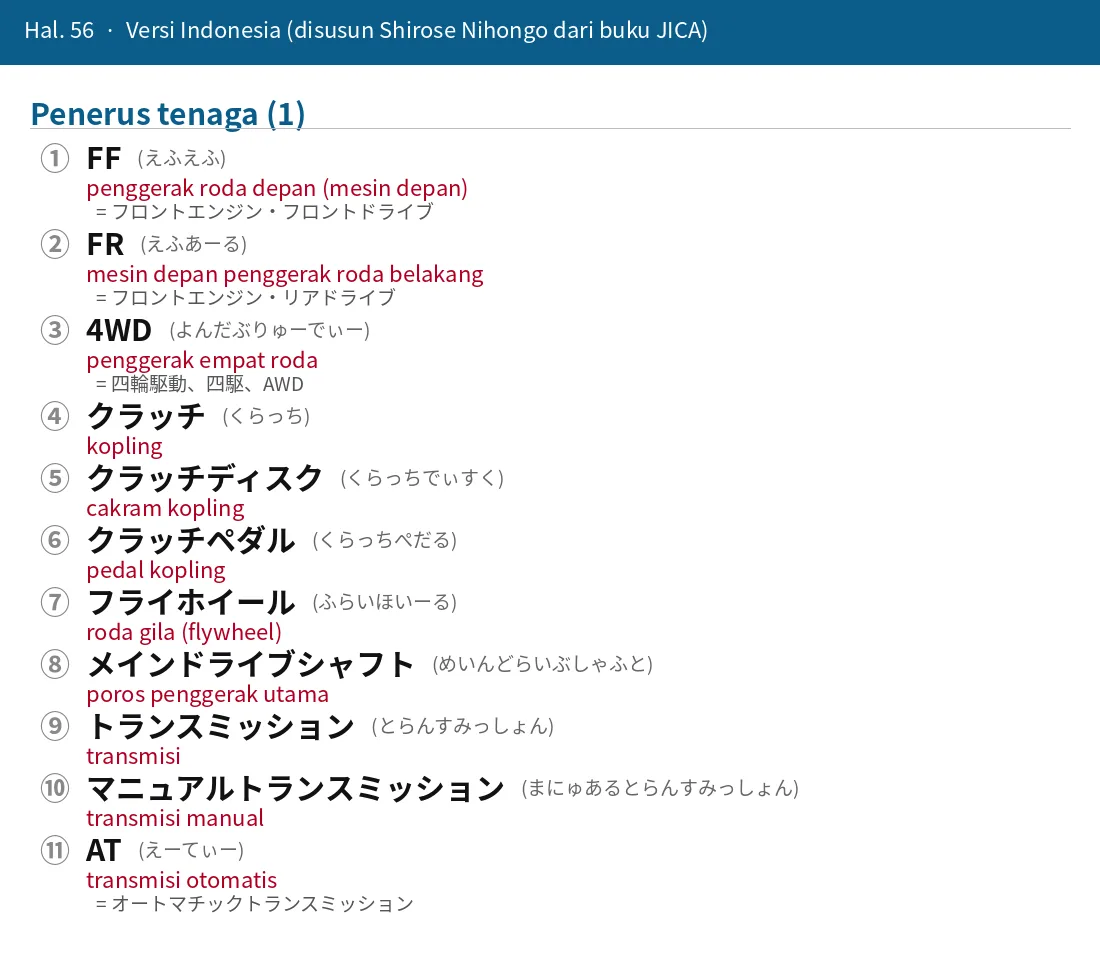 Hal. 56 · Versi Indonesia (disusun Shirose Nihongo dari buku JICA)
Penerus tenaga (1)
① FF (えふえふ)
penggerak roda depan (mesin depan)
= フロントエンジン・フロントドライブ
② FR (えふあーる)
mesin depan penggerak roda belakang
= フロントエンジン・リアドライブ
③ 4WD (よんだぶりゅーでぃー)
penggerak empat roda
= 四輪駆動、四駆、AWD
④ クラッチ (くらっち)
kopling
⑤ クラッチディスク (くらっちでぃすく)
cakram kopling
⑥ クラッチペダル (くらっちぺだる)
pedal kopling
⑦ フライホイール (ふらいほいーる)
roda gila (flywheel)
⑧ メインドライブシャフト (めいんどらいぶしゃふと)
poros penggerak utama
⑨ トランスミッション (とらんすみっしょん)
transmisi
⑩ マニュアルトランスミッション (まにゅあるとらんすみっしょん)
transmisi manual
⑪ AT (えーてぃー)
transmisi otomatis
= オートマチックトランスミッション